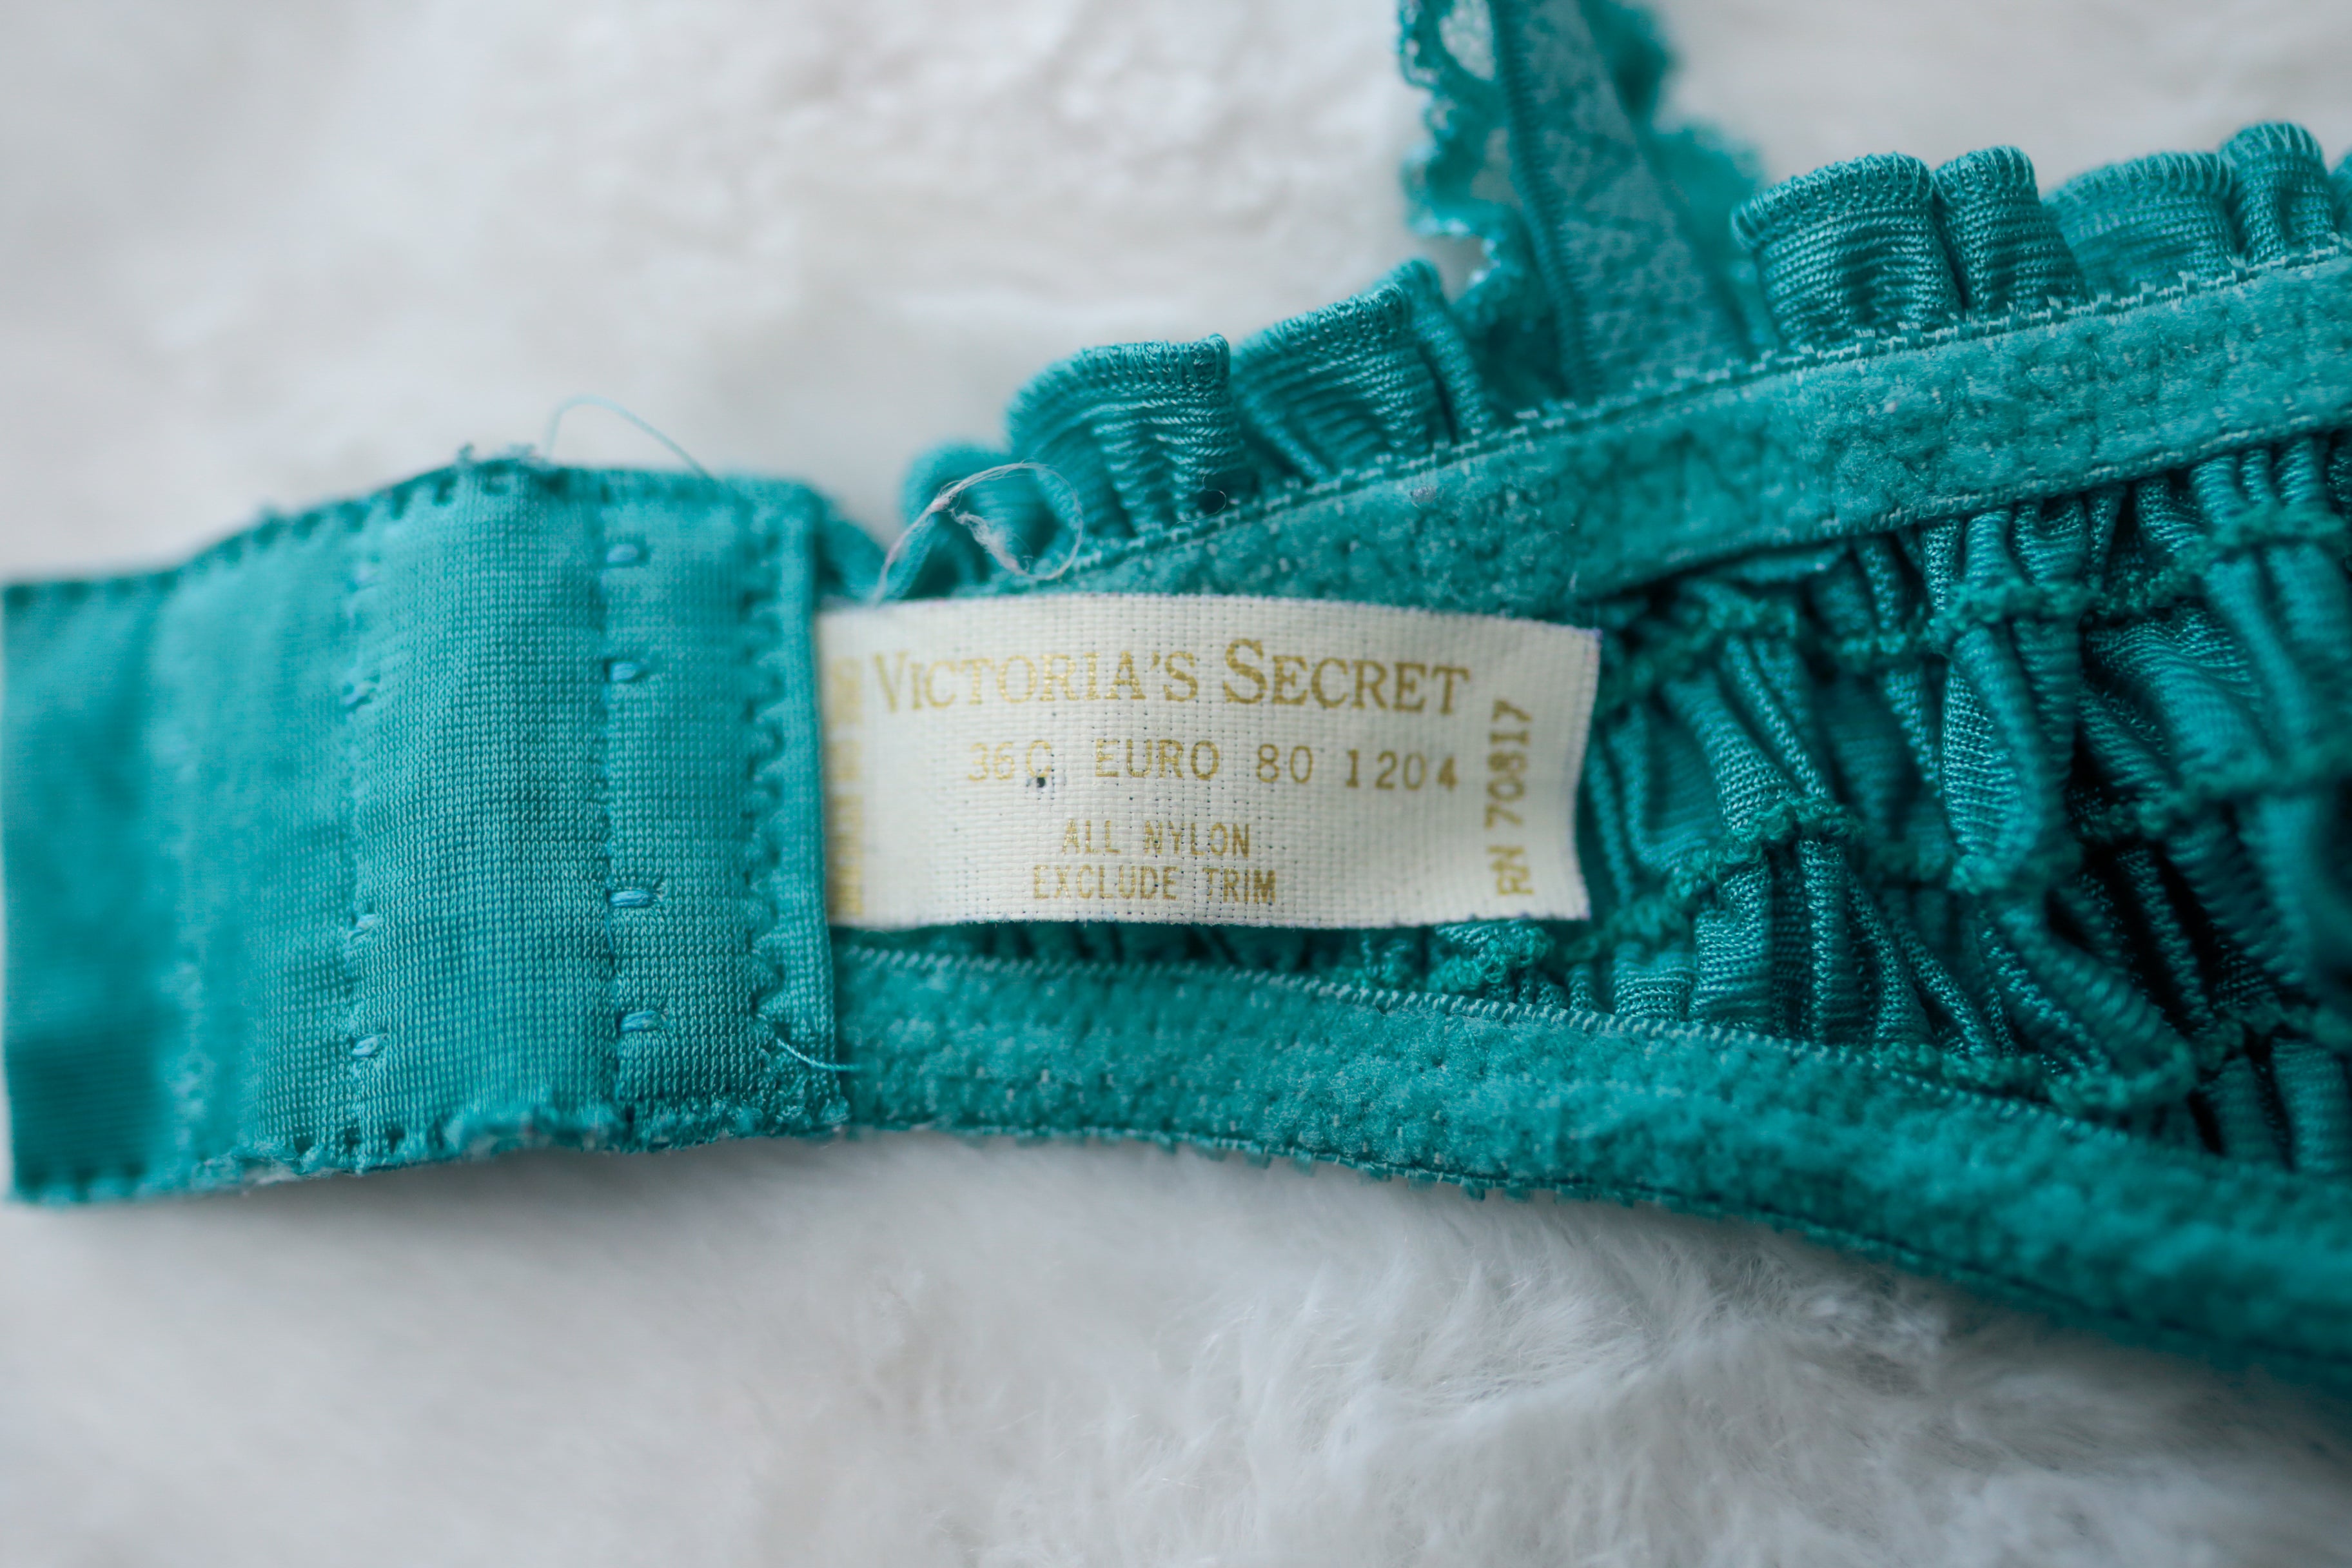 VICTORIA'S SECRET
36C EURO 80 1204
ALL NYLON
EXCLUDE TRIM
RN 70817